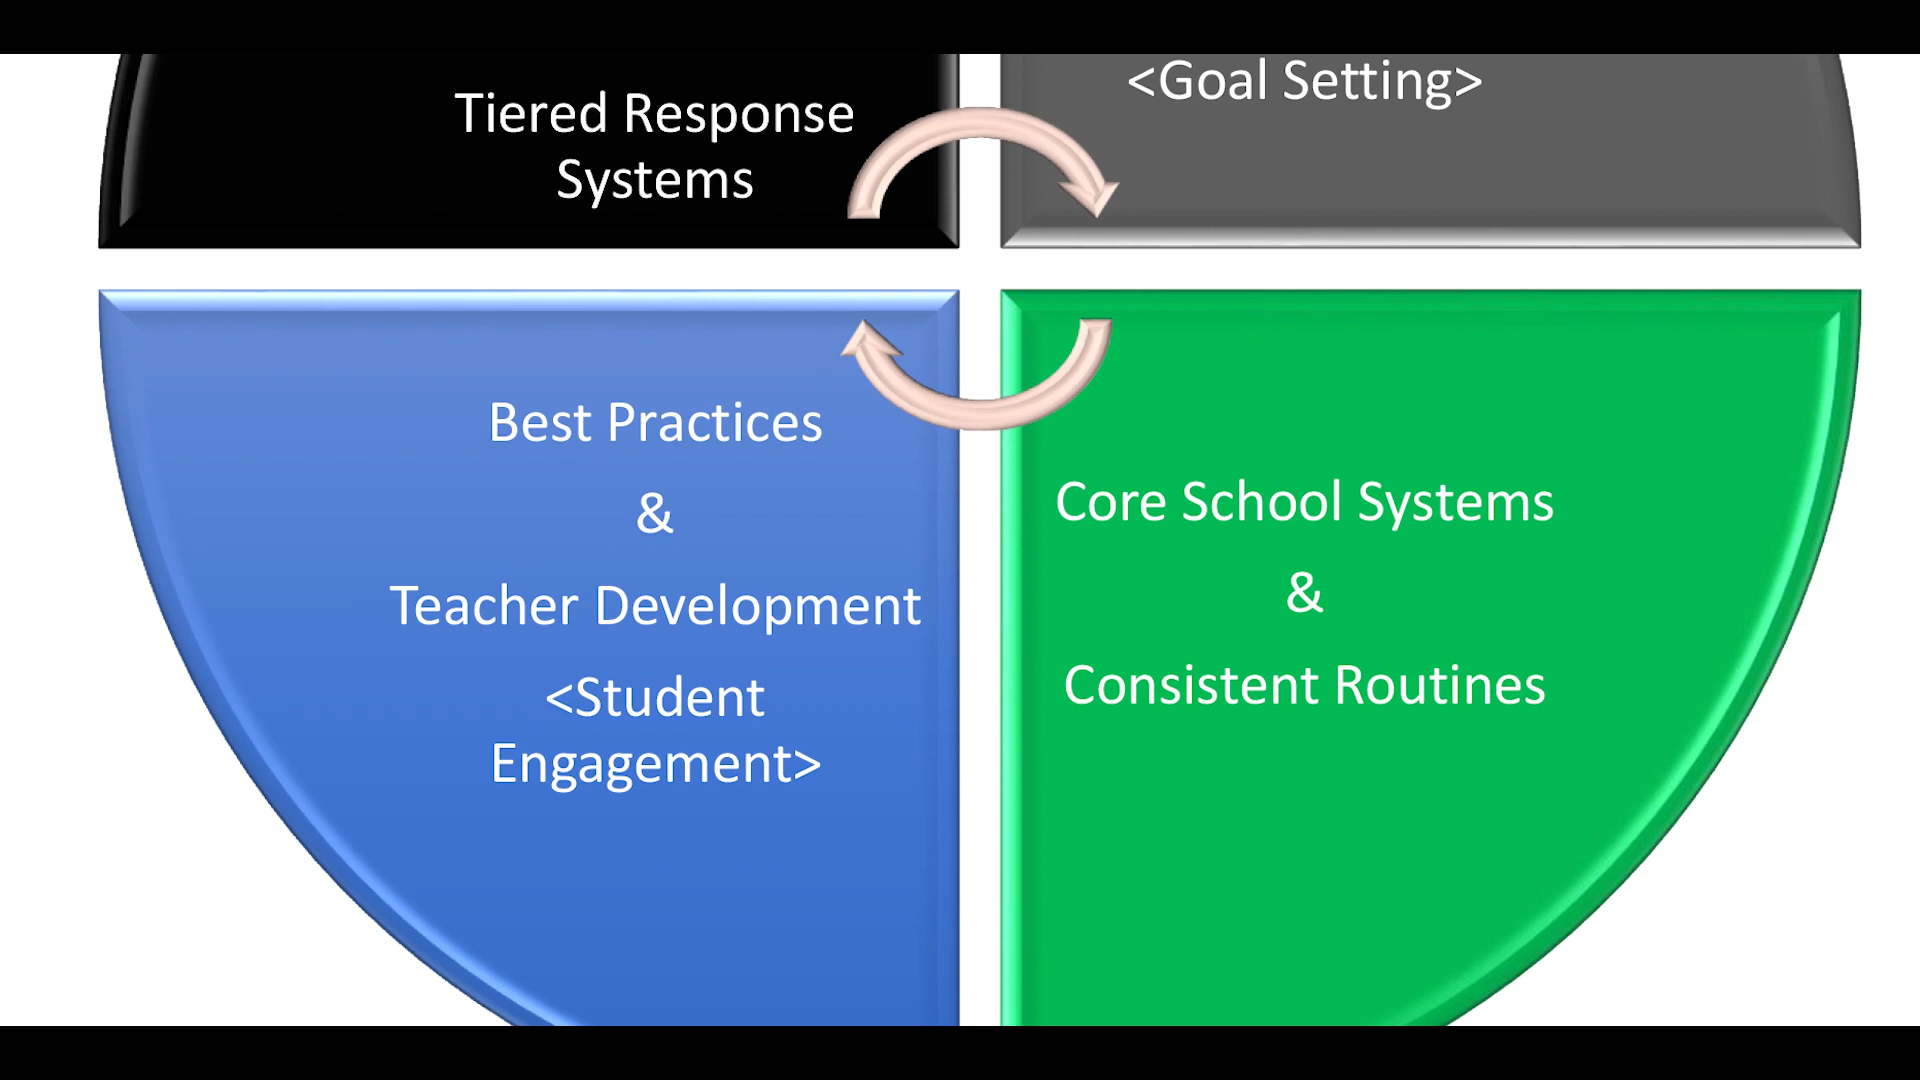 Tiered Response
Systems
<Goal Setting>
Best Practices
&
Teacher Development
<Student
Engagement>
Core School Systems
&
Consistent Routines